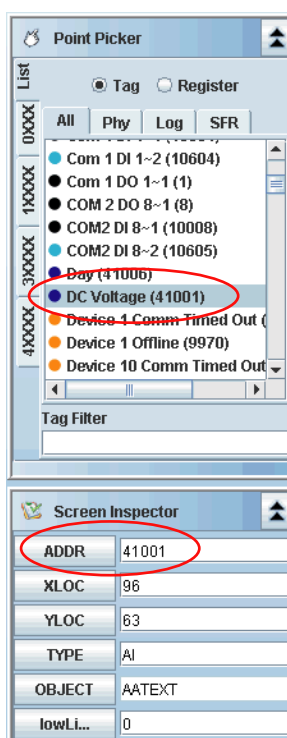 Point Picker
List
0XXX
1XXXX
3XXXX
4XXXX
Tag
Register
All
Phy
Log
SFR
Com 1 DI 1~2 (10604)
Com 1 DO 1~1 (1)
COM 2 DO 8~1 (8)
COM2 DI 8~1 (10008)
COM2 DI 8~2 (10605)
Day (41006)
DC Voltage (41001)
Device 1 Comm Timed Out (
Device 1 Offline (9970)
Device 10 Comm Timed Out
Tag Filter
Screen Inspector
ADDR 41001
XLOC 96
YLOC 63
TYPE AI
OBJECT AATEXT
lowLi... 0